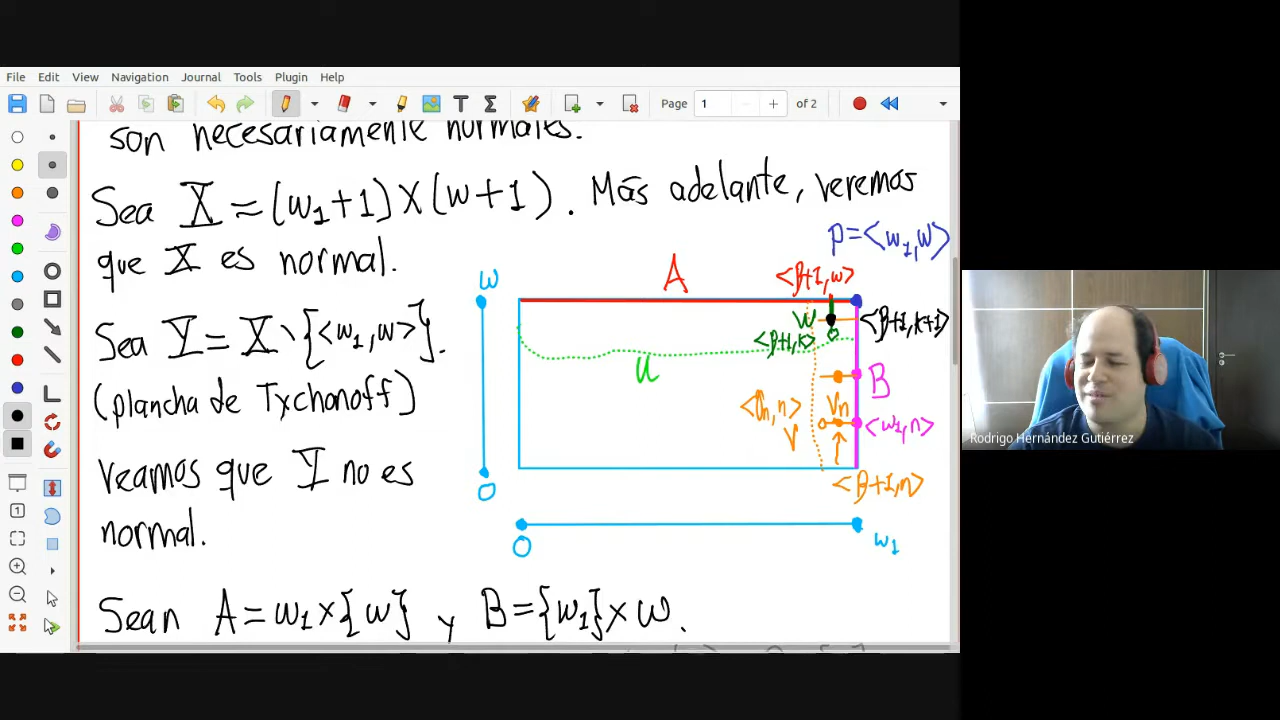 File Edit View Navigation Journal Tools Plugin Help
Page 1 of 2
son necesariamente normales.
Sea X = (ω₁+1)×(ω+1). Más adelante, veremos
que X es normal.
Sea Y = X \ {<ω₁,ω>}.
(plancha de Tychonoff)
veamos que Y no es
normal.
p=<ω₁,ω>
ω
A
<β+1,ω>
W
<β+1,k+1>
<β+1,k>
U
B
<αn,n>
Vn
V
<ω₁,n>
<β+1,n>
0
0
ω₁
Sean A = ω₁×{ω} y B = {ω₁}×ω.
Rodrigo Hernández Gutiérrez